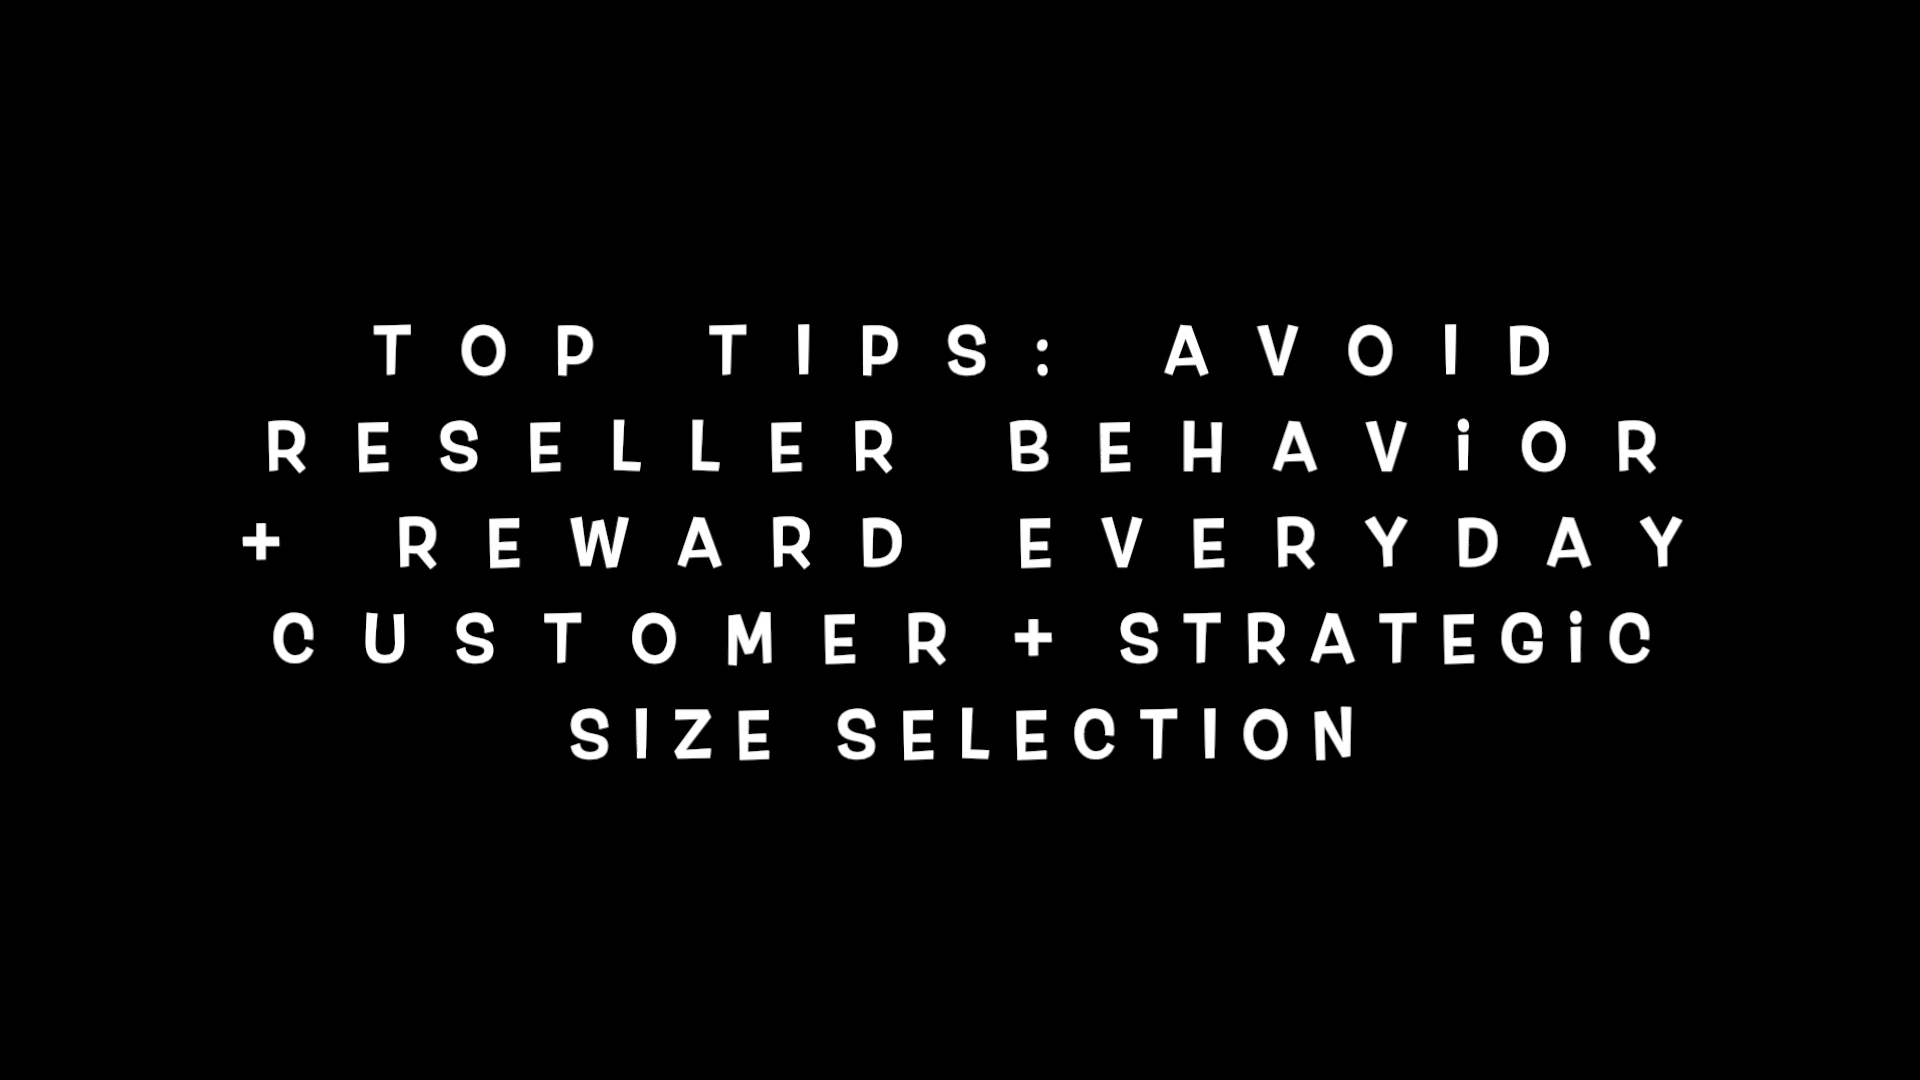 TOP TIPS: AVOID
RESELLER BEHAViOR
+ REWARD EVERYDAY
CUSTOMER + STRATEGiC
SIZE SELECTION